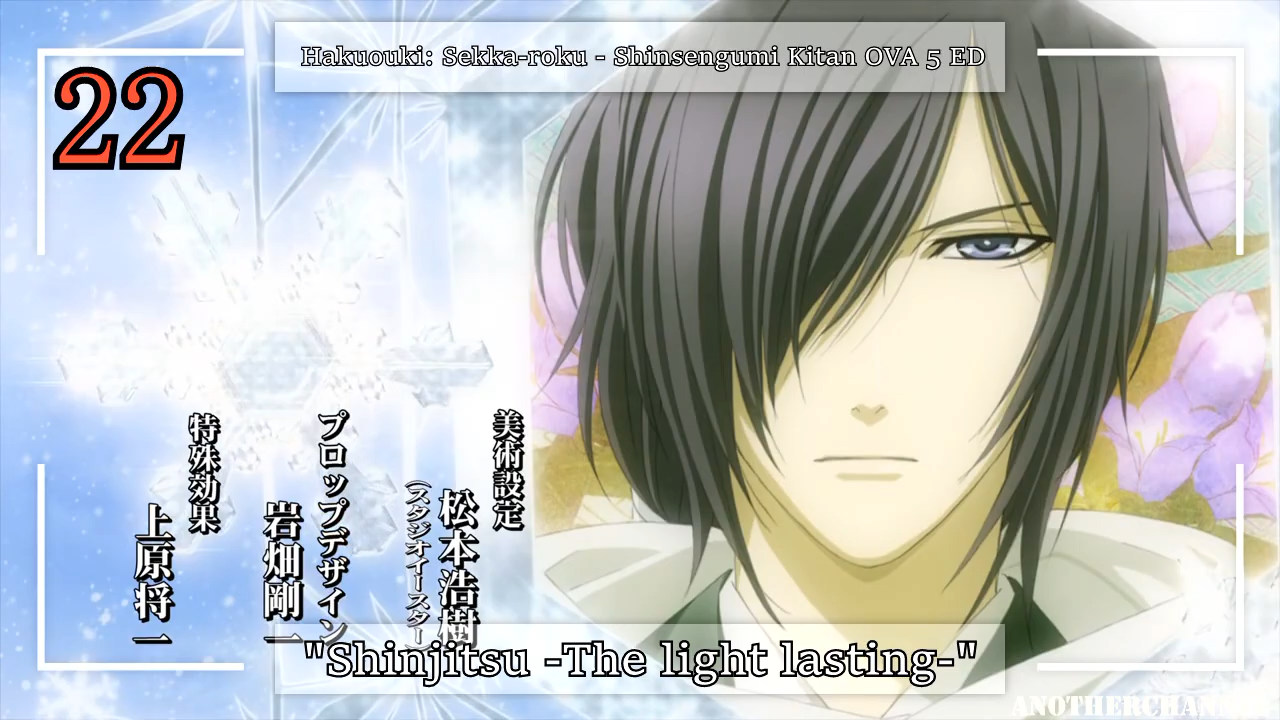 Hakuouki: Sekka-roku - Shinsengumi Kitan OVA 5 ED
22
美術設定
松本浩樹
(スタジオイースター)
プロップデザイン
岩畑剛一
特殊効果
上原将一
"Shinjitsu -The light lasting-"